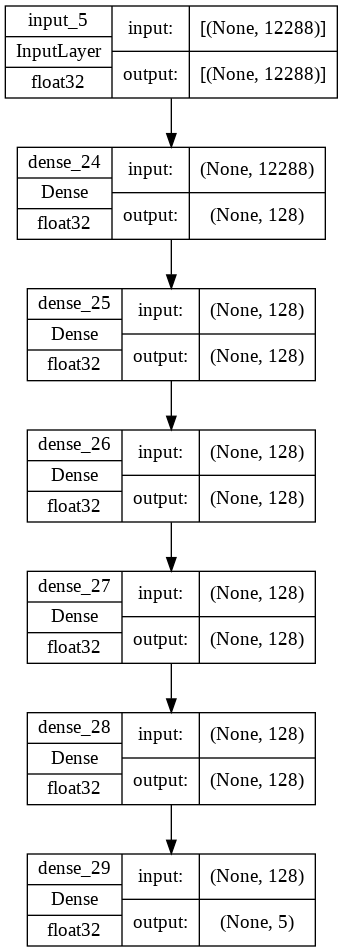 input_5
InputLayer
float32
input:
[(None, 12288)]
output:
[(None, 12288)]
dense_24
Dense
float32
input:
(None, 12288)
output:
(None, 128)
dense_25
Dense
float32
input:
(None, 128)
output:
(None, 128)
dense_26
Dense
float32
input:
(None, 128)
output:
(None, 128)
dense_27
Dense
float32
input:
(None, 128)
output:
(None, 128)
dense_28
Dense
float32
input:
(None, 128)
output:
(None, 128)
dense_29
Dense
float32
input:
(None, 128)
output:
(None, 5)